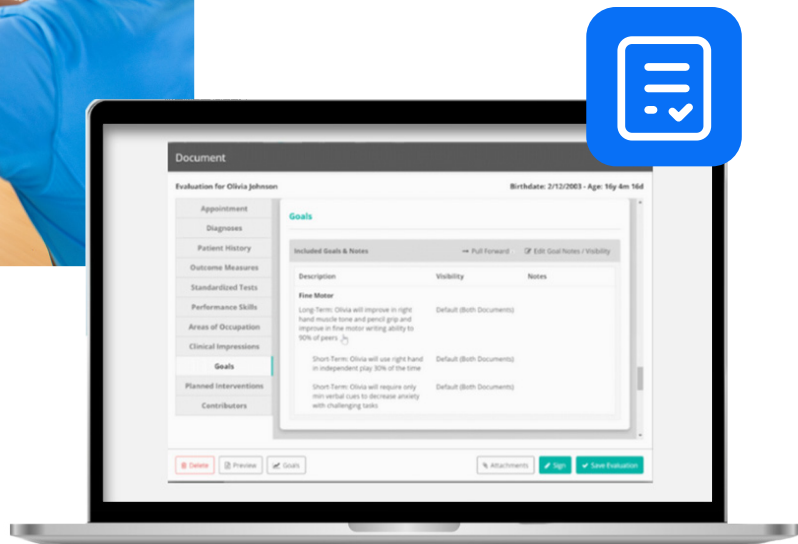 Document
Evaluation for Olivia Johnson
Birthdate: 2/12/2003 - Age: 16y 4m 16d
Appointment
Diagnoses
Patient History
Outcome Measures
Standardized Tests
Performance Skills
Areas of Occupation
Clinical Impressions
Goals
Planned Interventions
Contributors
Goals
Included Goals & Notes
Pull Forward
Edit Goal Notes / Visibility
Description Visibility Notes
Fine Motor
Long-Term: Olivia will improve in right
hand muscle tone and pencil grip and
improve in fine motor writing ability to
90% of peers
Default (Both Documents)
Short-Term: Olivia will use right hand
in independent play 30% of the time
Default (Both Documents)
Short-Term: Olivia will require only
min verbal cues to decrease anxiety
with challenging tasks
Default (Both Documents)
Delete
Preview
Goals
Attachments
Sign
Save Evaluation